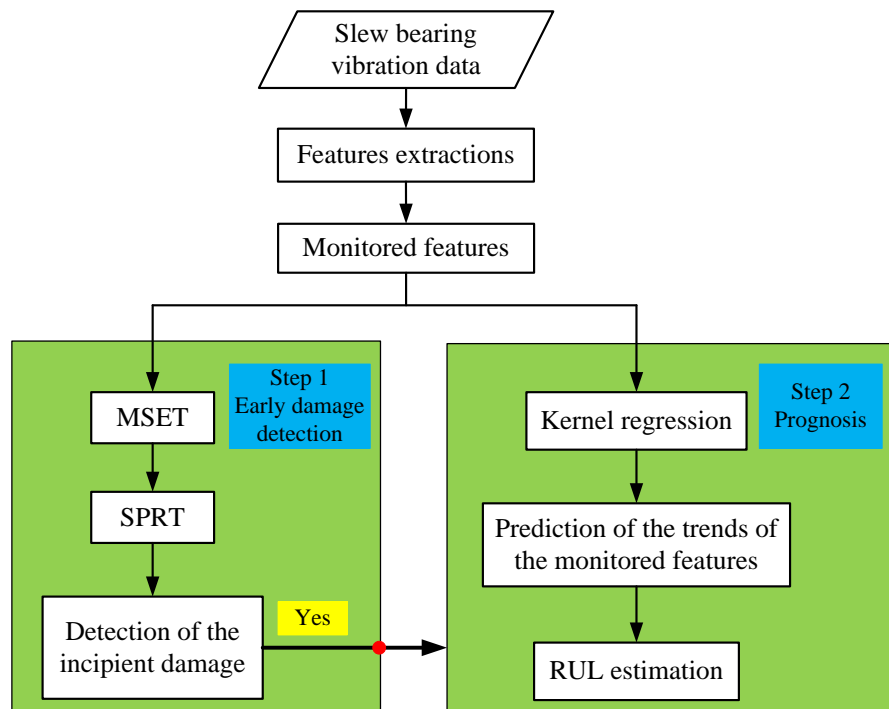 Slew bearing
vibration data
Features extractions
Monitored features
Step 1
Early damage
detection
MSET
SPRT
Detection of the
incipient damage
Yes
Step 2
Prognosis
Kernel regression
Prediction of the trends of
the monitored features
RUL estimation